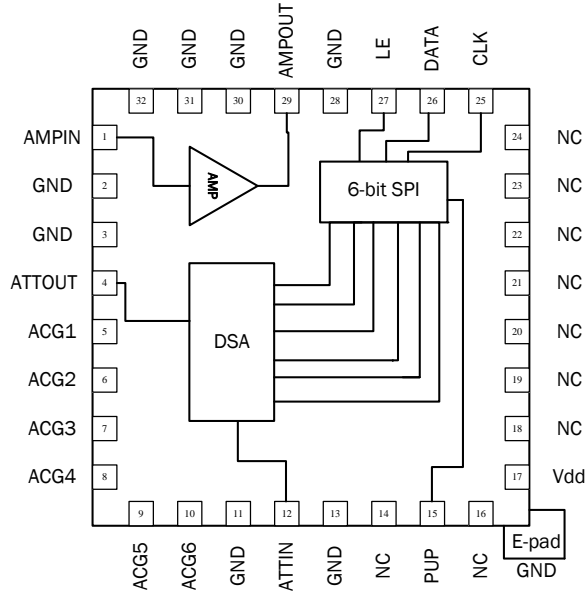 GND
GND
GND
AMPOUT
GND
LE
DATA
CLK
32
31
30
29
28
27
26
25
AMPIN
1
24
NC
GND
2
AMP
6-bit SPI
23
NC
GND
3
22
NC
ATTOUT
4
21
NC
ACG1
5
DSA
20
NC
ACG2
6
19
NC
ACG3
7
18
NC
ACG4
8
17
Vdd
9
10
11
12
13
14
15
16
ACG5
ACG6
GND
ATTIN
GND
NC
PUP
NC
E-pad
GND